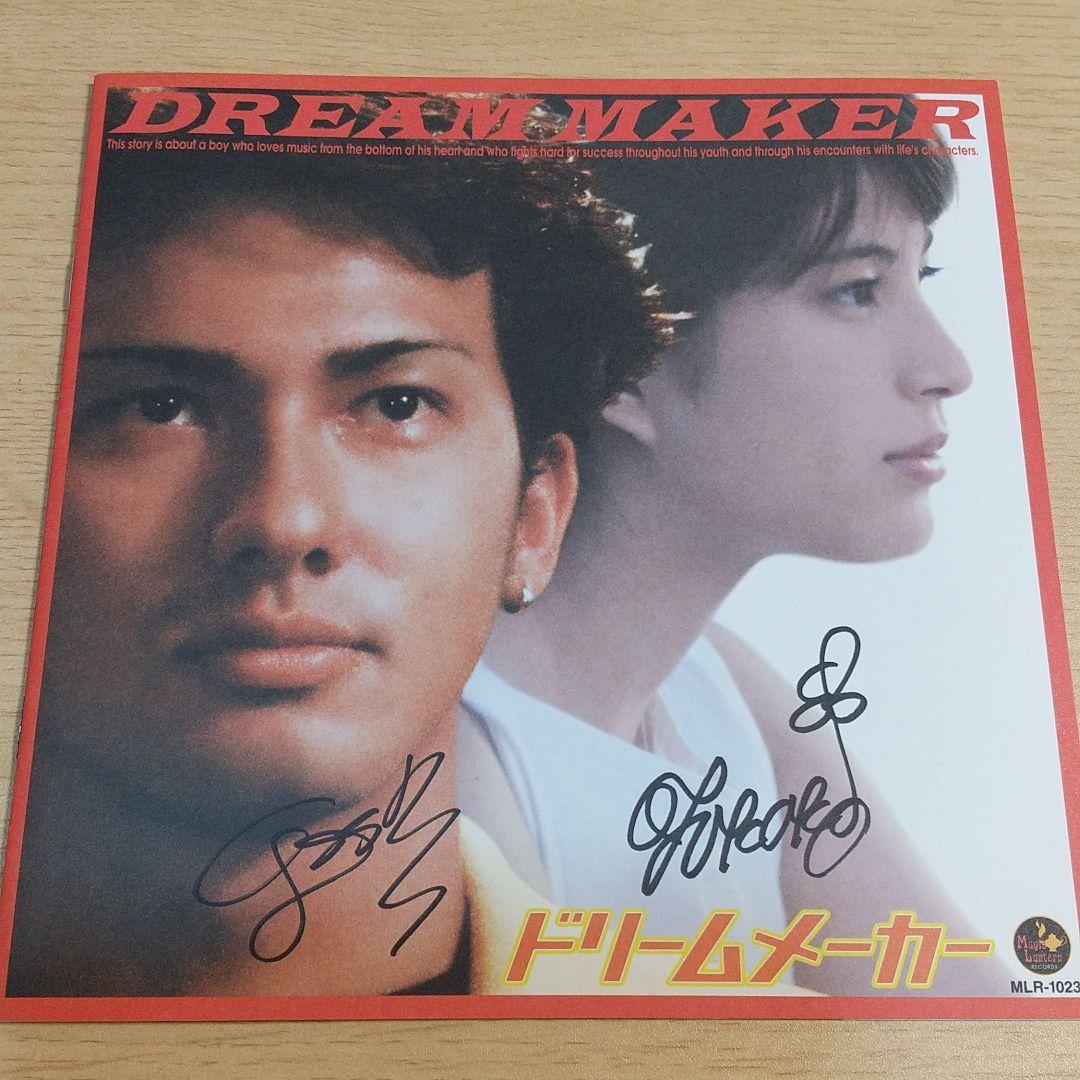 DREAM MAKER
This story is about a boy who loves music from the bottom of his heart and who fights hard for success throughout his youth and through his encounters with life's characters.
ドリームメーカー
Magic
Lantern
RECORDS
MLR-1023